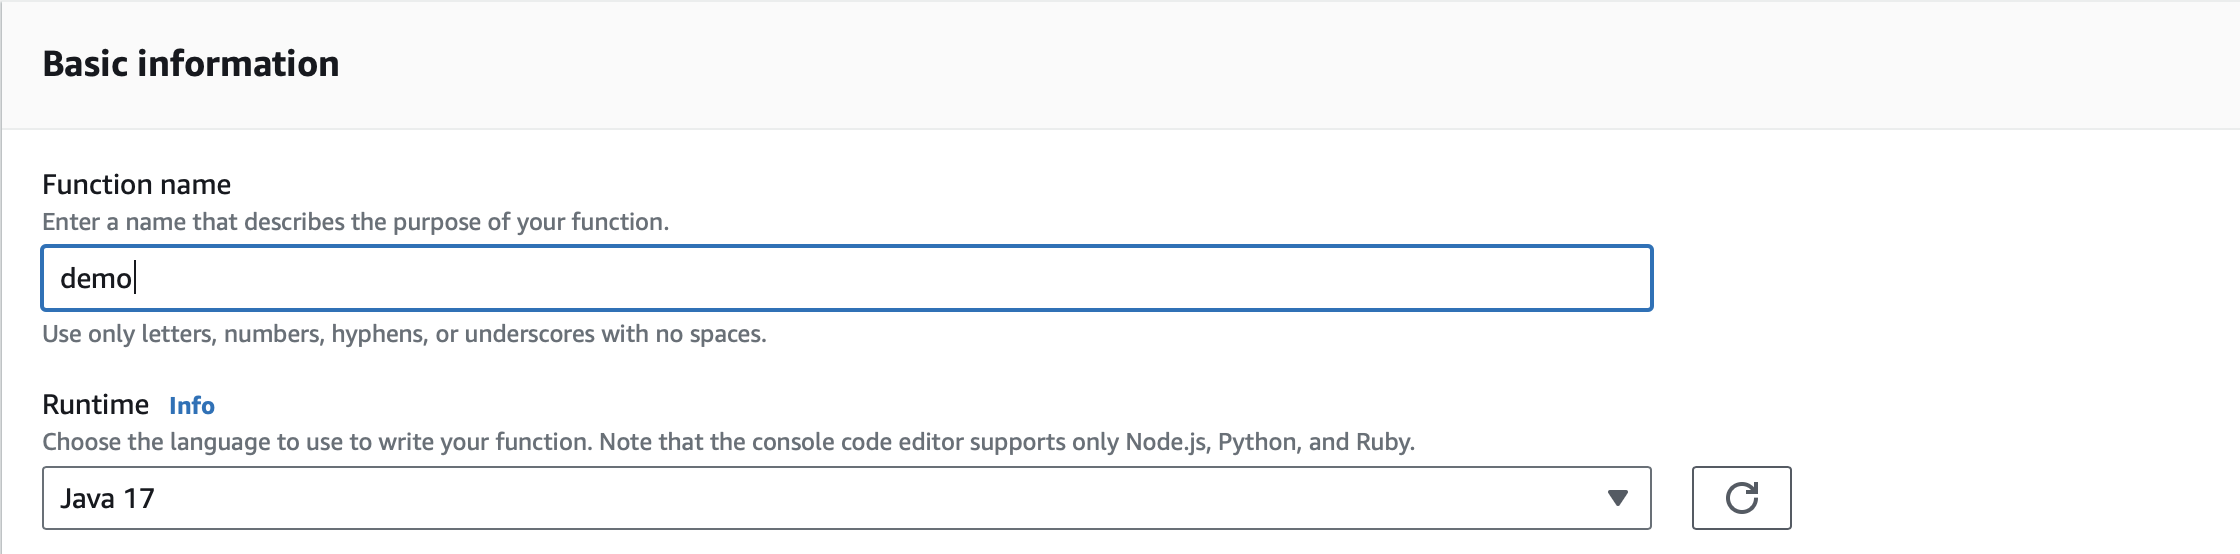 Basic information
Function name
Enter a name that describes the purpose of your function.
demo
Use only letters, numbers, hyphens, or underscores with no spaces.
Runtime Info
Choose the language to use to write your function. Note that the console code editor supports only Node.js, Python, and Ruby.
Java 17